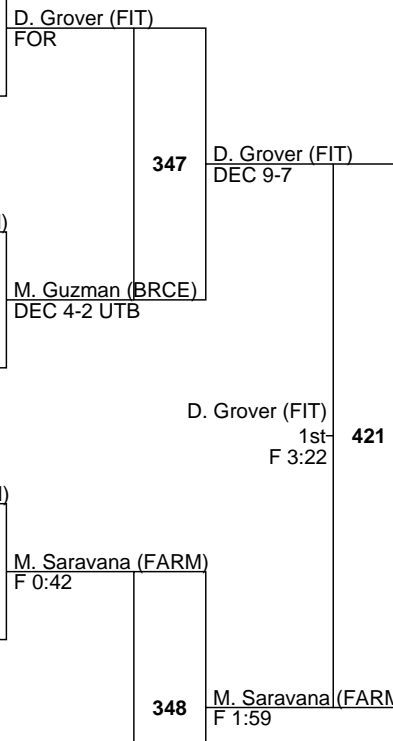 D. Grover (FIT)
FOR
347
D. Grover (FIT)
DEC 9-7
)
M. Guzman (BRCE)
DEC 4-2 UTB
D. Grover (FIT)
1st
421
F 3:22
)
M. Saravana (FARM)
F 0:42
348
M. Saravana (FARM
F 1:59